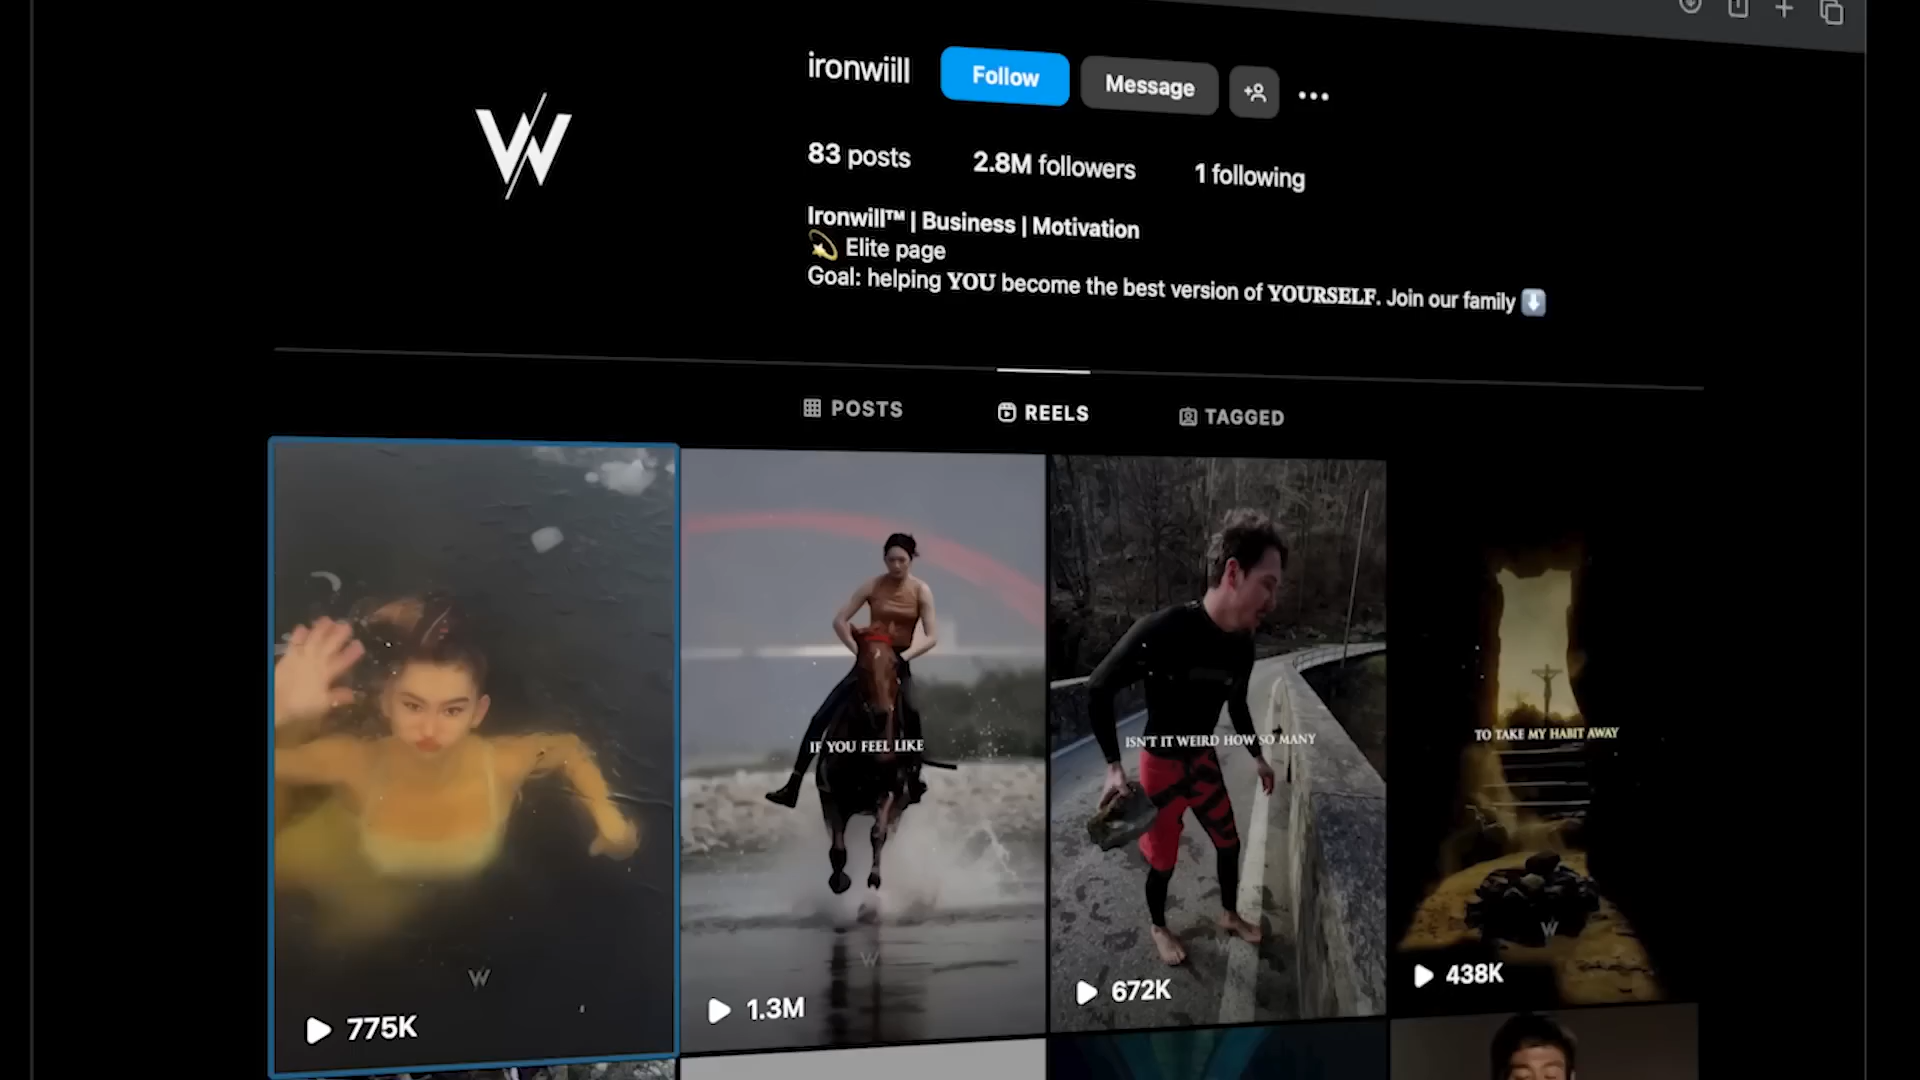 ironwiill Follow Message
83 posts 2.8M followers 1 following
Ironwill™ | Business | Motivation
💫 Elite page
Goal: helping YOU become the best version of YOURSELF. Join our family ⬇️
POSTS REELS TAGGED
IF YOU FEEL LIKE
ISN'T IT WEIRD HOW SO MANY
TO TAKE MY HABIT AWAY
775K
1.3M
672K
438K